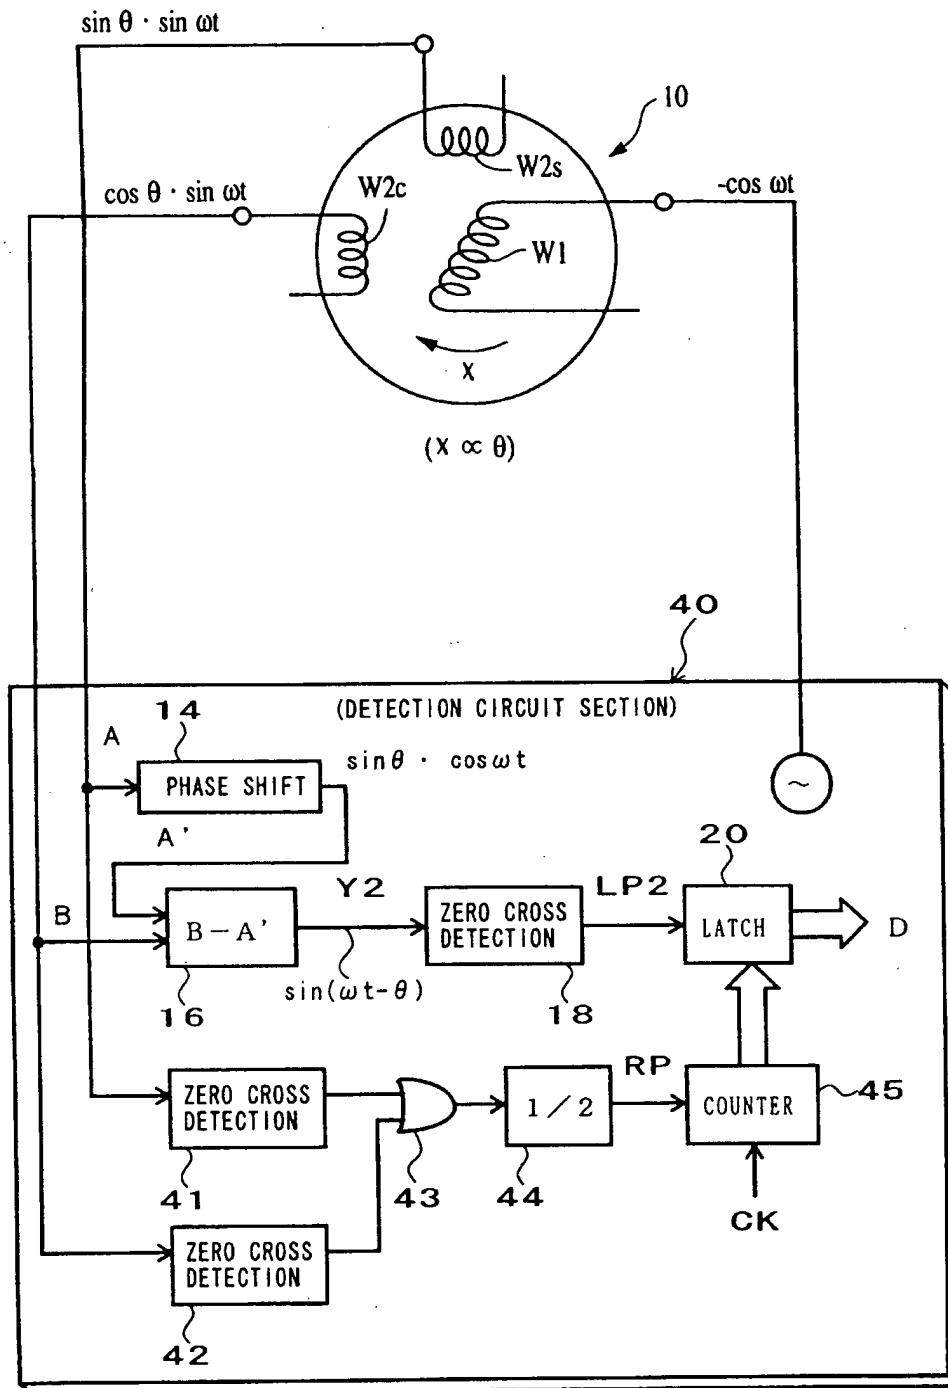 sin θ · sin ωt
10
W2s
W2c
cos θ · sin ωt
-cos ωt
W1
X
(X ∝ θ)
40
(DETECTION CIRCUIT SECTION)
14
A
sinθ · cosωt
PHASE SHIFT
~
A'
20
Y2
LP2
B
B-A'
ZERO CROSS
DETECTION
LATCH
D
sin(ωt-θ)
16
18
RP
ZERO CROSS
DETECTION
1/2
COUNTER
45
41
43
44
CK
ZERO CROSS
DETECTION
42